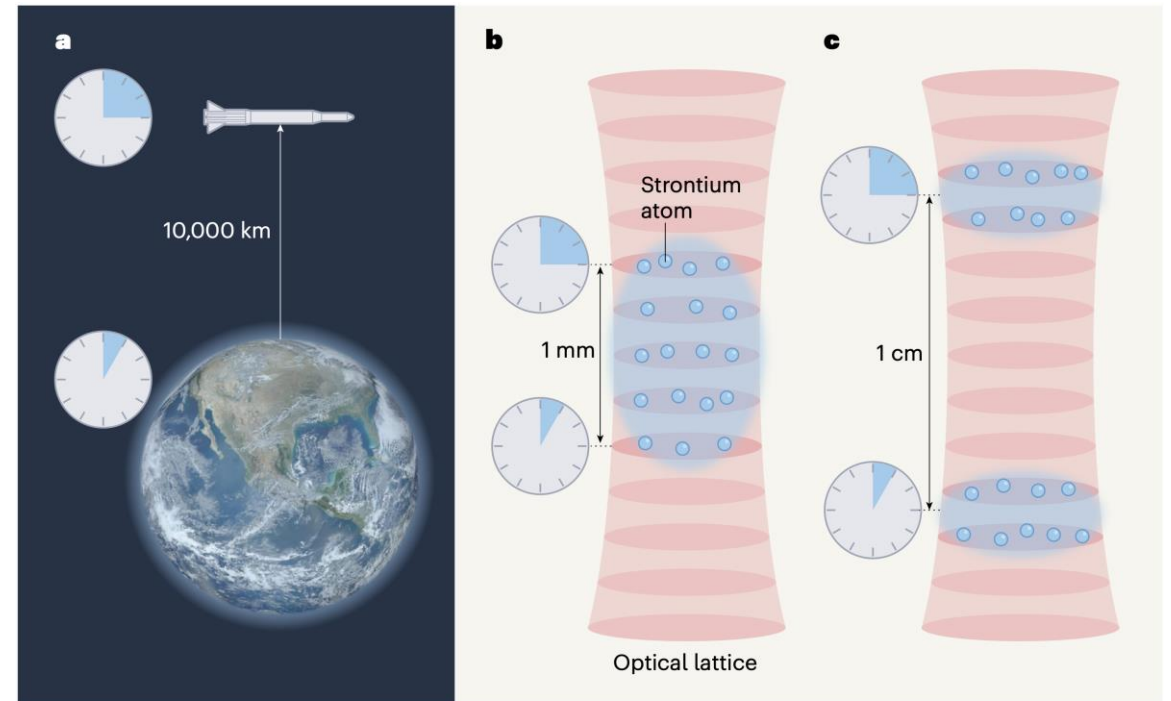 a
10,000 km
b
Strontium
atom
1 mm
Optical lattice
c
1 cm